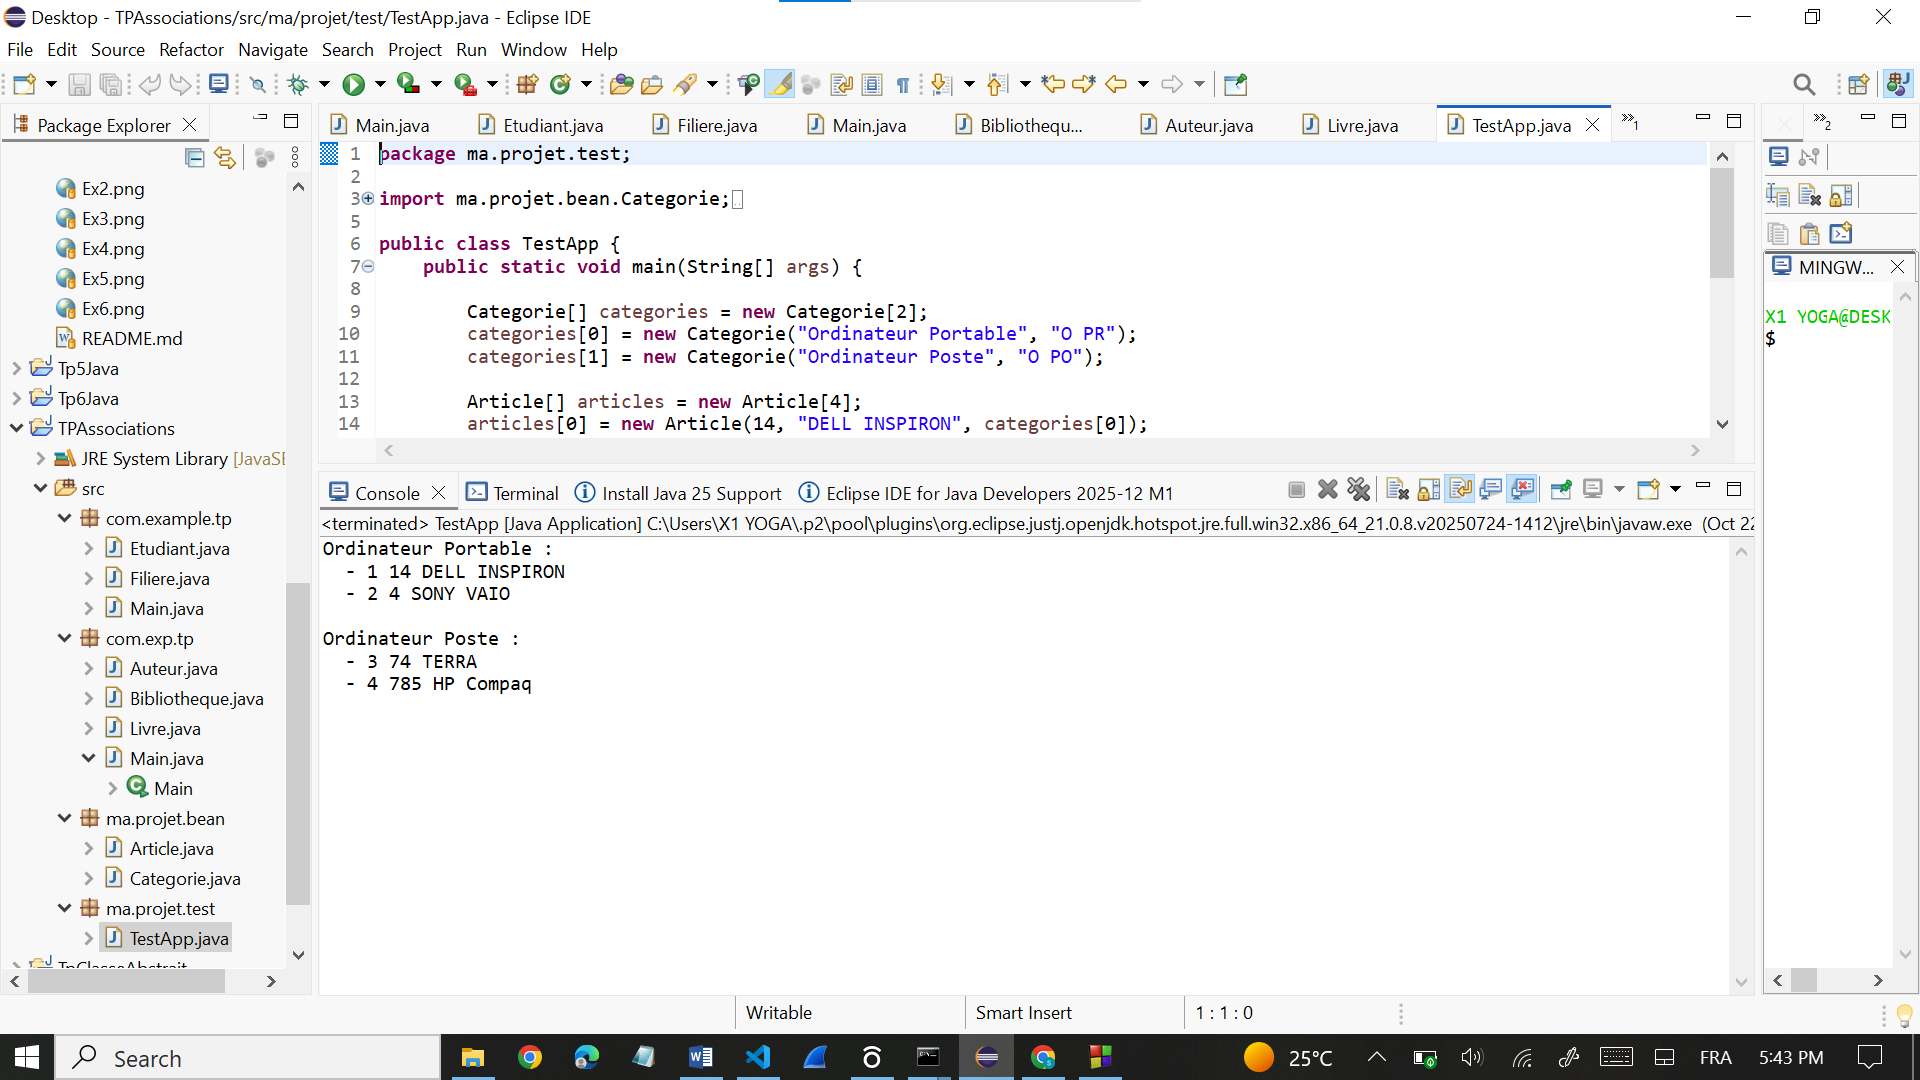 Desktop - TPAssociations/src/ma/projet/test/TestApp.java - Eclipse IDE
File Edit Source Refactor Navigate Search Project Run Window Help
Package Explorer
Ex2.png
Ex3.png
Ex4.png
Ex5.png
Ex6.png
README.md
Tp5Java
Tp6Java
TPAssociations
JRE System Library [JavaSE
src
com.example.tp
Etudiant.java
Filiere.java
Main.java
com.exp.tp
Auteur.java
Bibliotheque.java
Livre.java
Main.java
Main
ma.projet.bean
Article.java
Categorie.java
ma.projet.test
TestApp.java
TpClasseAbstrait
Main.java Etudiant.java Filiere.java Main.java Bibliothequ... Auteur.java Livre.java TestApp.java »1
1 package ma.projet.test;
2
3 import ma.projet.bean.Categorie;
5
6 public class TestApp {
7 public static void main(String[] args) {
8
9 Categorie[] categories = new Categorie[2];
10 categories[0] = new Categorie("Ordinateur Portable", "O PR");
11 categories[1] = new Categorie("Ordinateur Poste", "O PO");
12
13 Article[] articles = new Article[4];
14 articles[0] = new Article(14, "DELL INSPIRON", categories[0]);
Console Terminal Install Java 25 Support Eclipse IDE for Java Developers 2025-12 M1
<terminated> TestApp [Java Application] C:\Users\X1 YOGA\.p2\pool\plugins\org.eclipse.justj.openjdk.hotspot.jre.full.win32.x86_64_21.0.8.v20250724-1412\jre\bin\javaw.exe (Oct 22
Ordinateur Portable :
- 1 14 DELL INSPIRON
- 2 4 SONY VAIO
Ordinateur Poste :
- 3 74 TERRA
- 4 785 HP Compaq
»2
MINGW...
X1 YOGA@DESK
$
Writable Smart Insert 1 : 1 : 0
Search
25°C FRA 5:43 PM